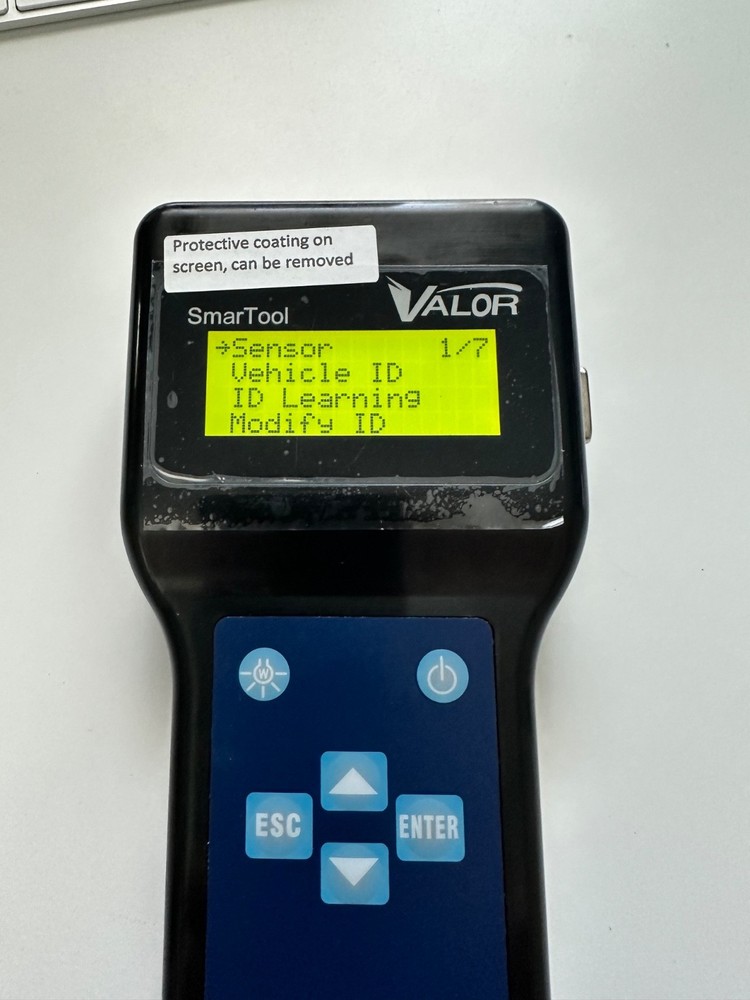 Protective coating on
screen, can be removed
SmarTool
VALOR
→Sensor 1/7
Vehicle ID
ID Learning
Modify ID
W
ESC
ENTER